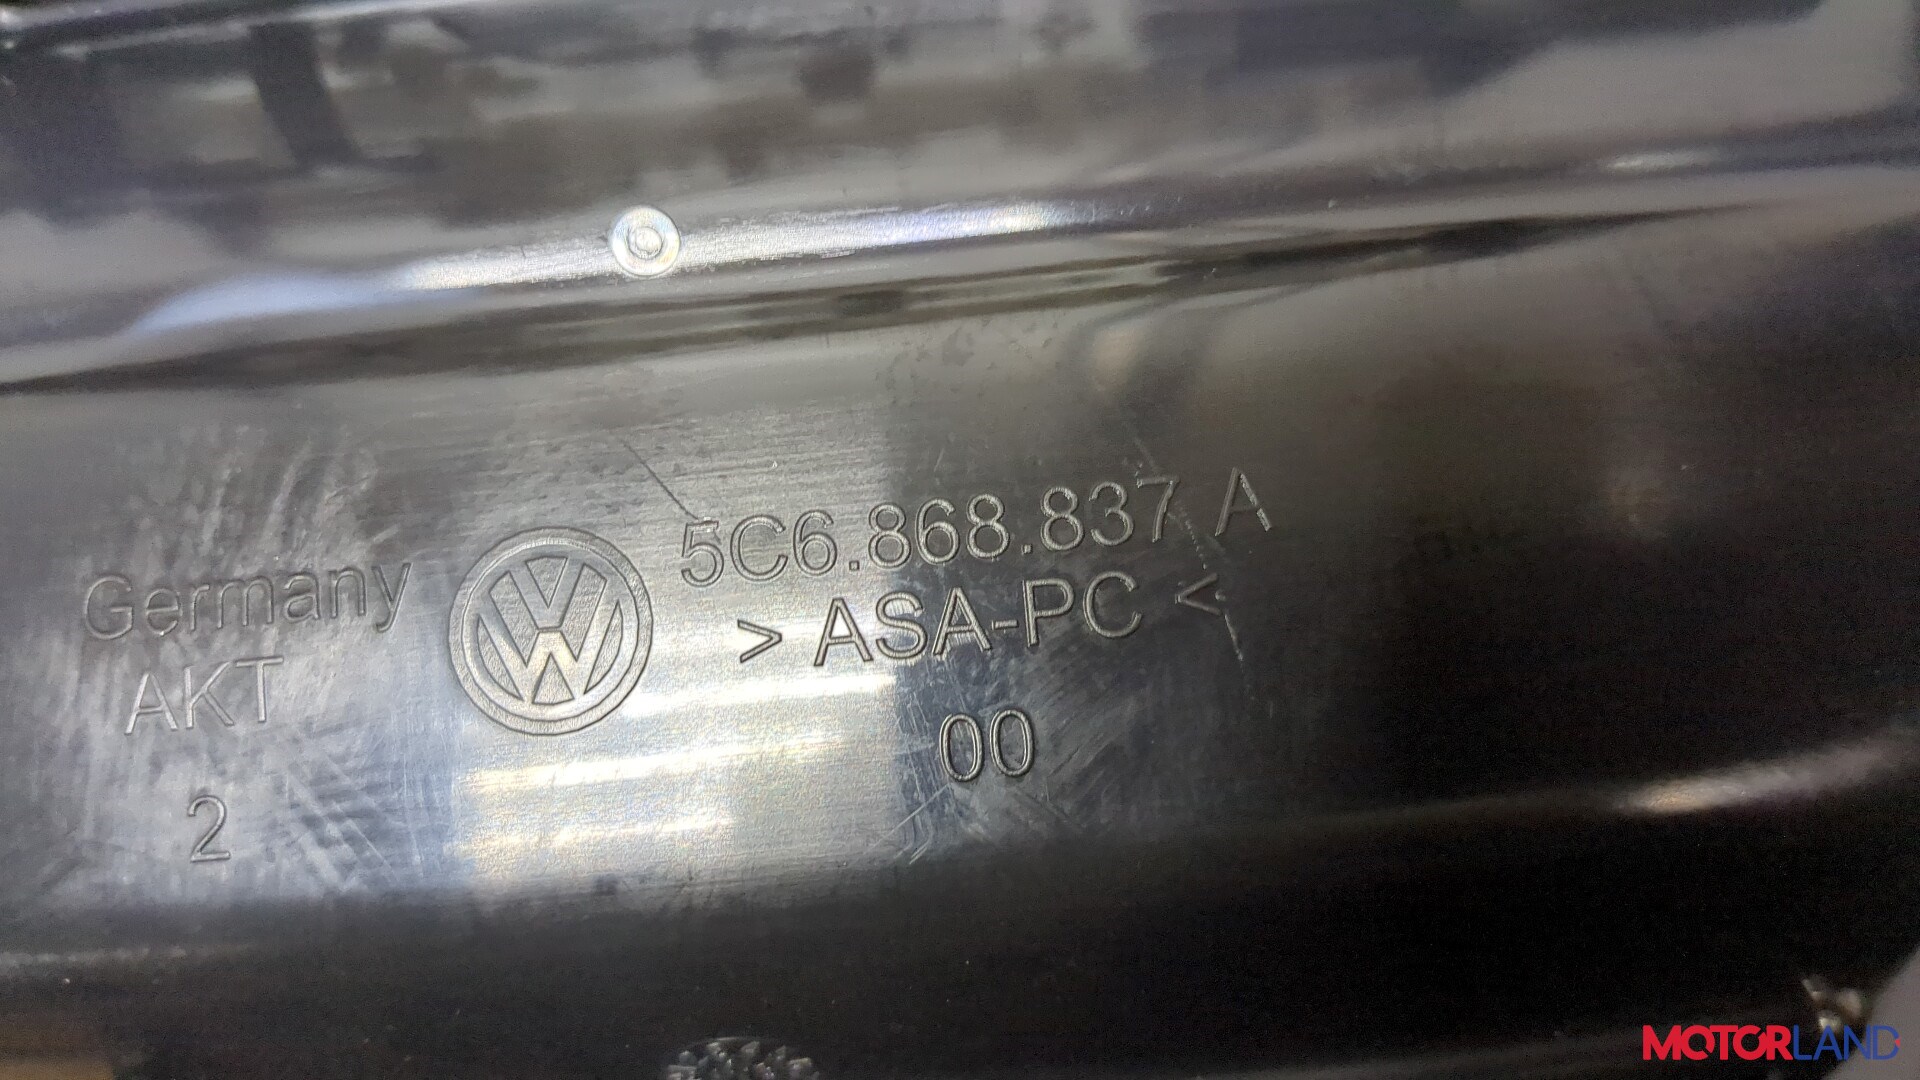 5C6.868.837 A
> ASA-PC <
00
Germany
AKT
2
VW
MOTORLAND